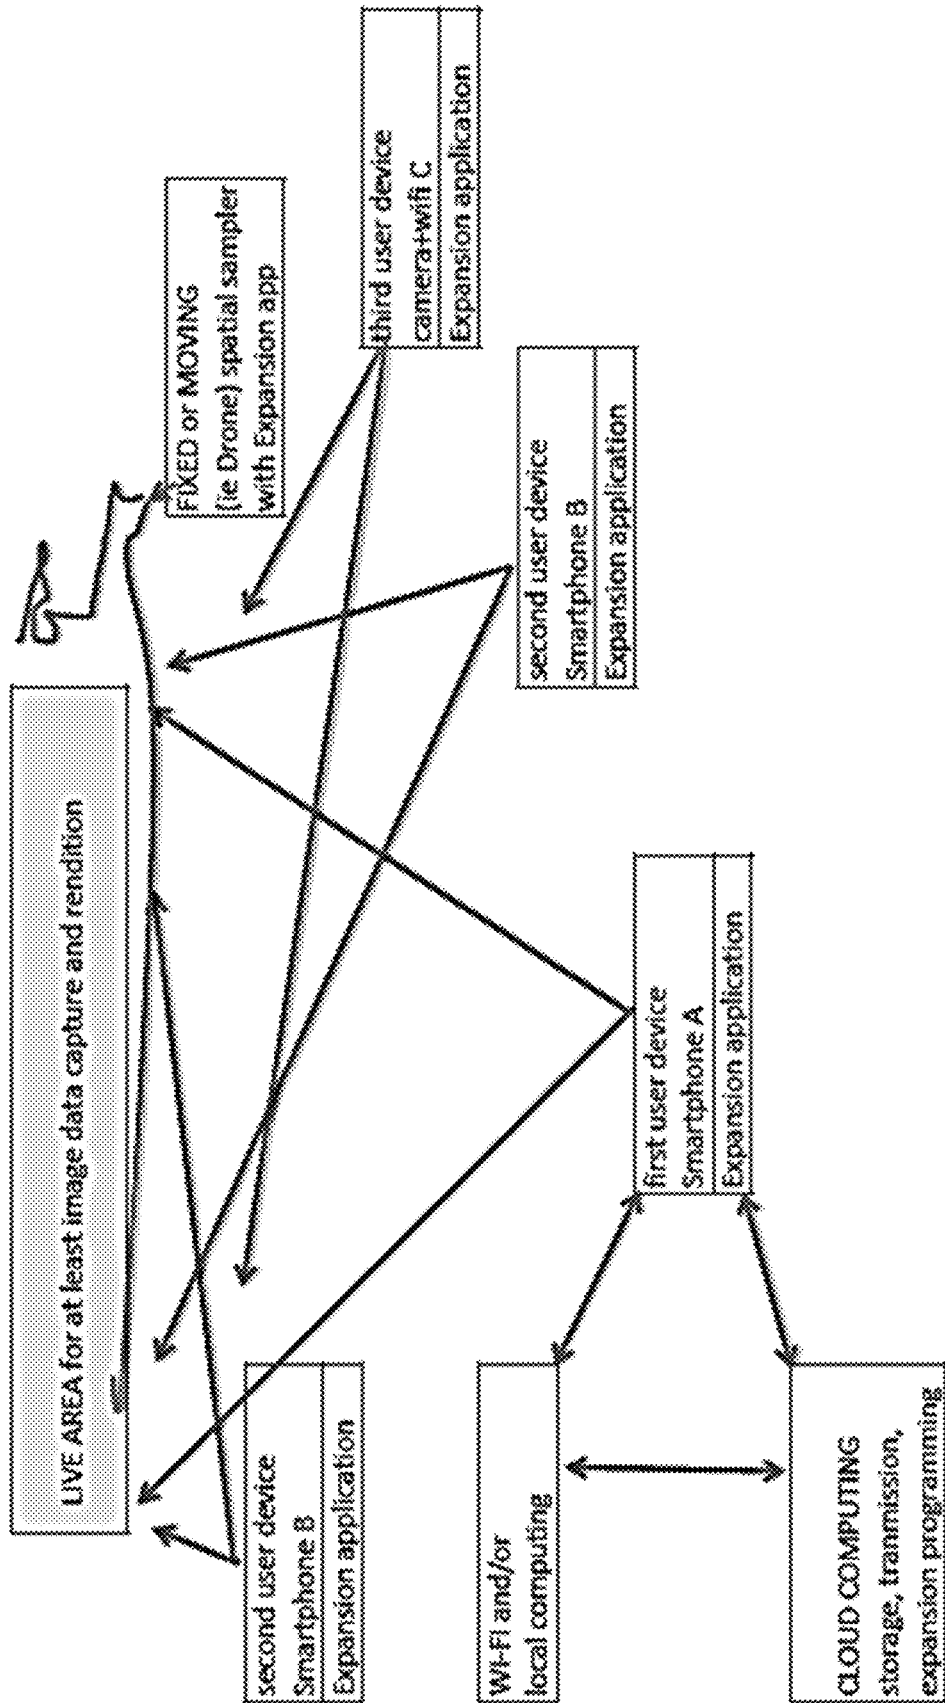 LIVE AREA for at least image data capture and rendition
FIXED or MOVING
(ie Drone) spatial sampler
with Expansion app
second user device
Smartphone B
Expansion application
third user device
camera+wifi C
Expansion application
second user device
Smartphone B
Expansion application
WI-FI and/or
local computing
first user device
Smartphone A
Expansion application
CLOUD COMPUTING
storage, tranmission,
expansion programming